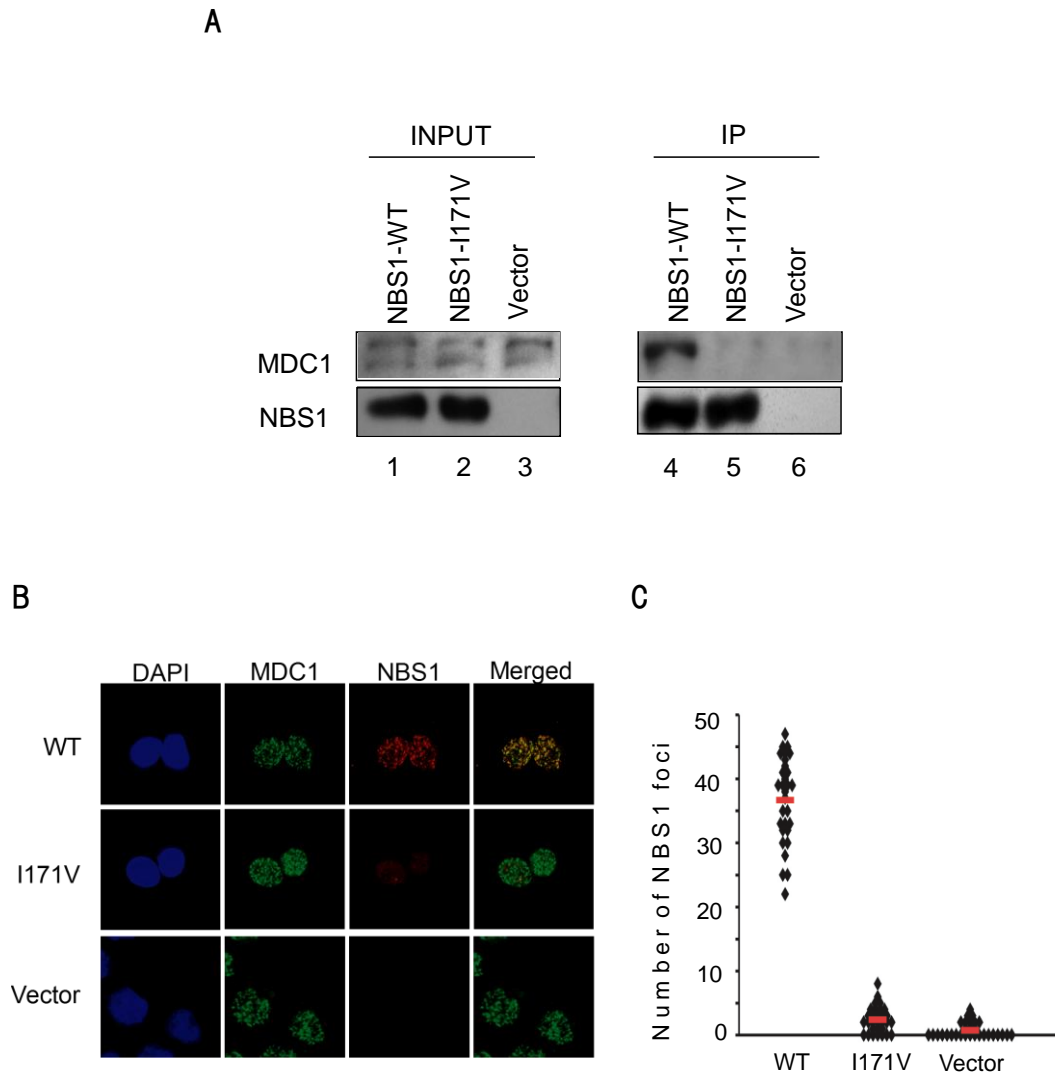 A
INPUT
IP
NBS1-WT
NBS1-I171V
Vector
NBS1-WT
NBS1-I171V
Vector
MDC1
NBS1
1 2 3 4 5 6
B
DAPI MDC1 NBS1 Merged
WT
I171V
Vector
C
Number of NBS1 foci
50
40
30
20
10
0
WT I171V Vector